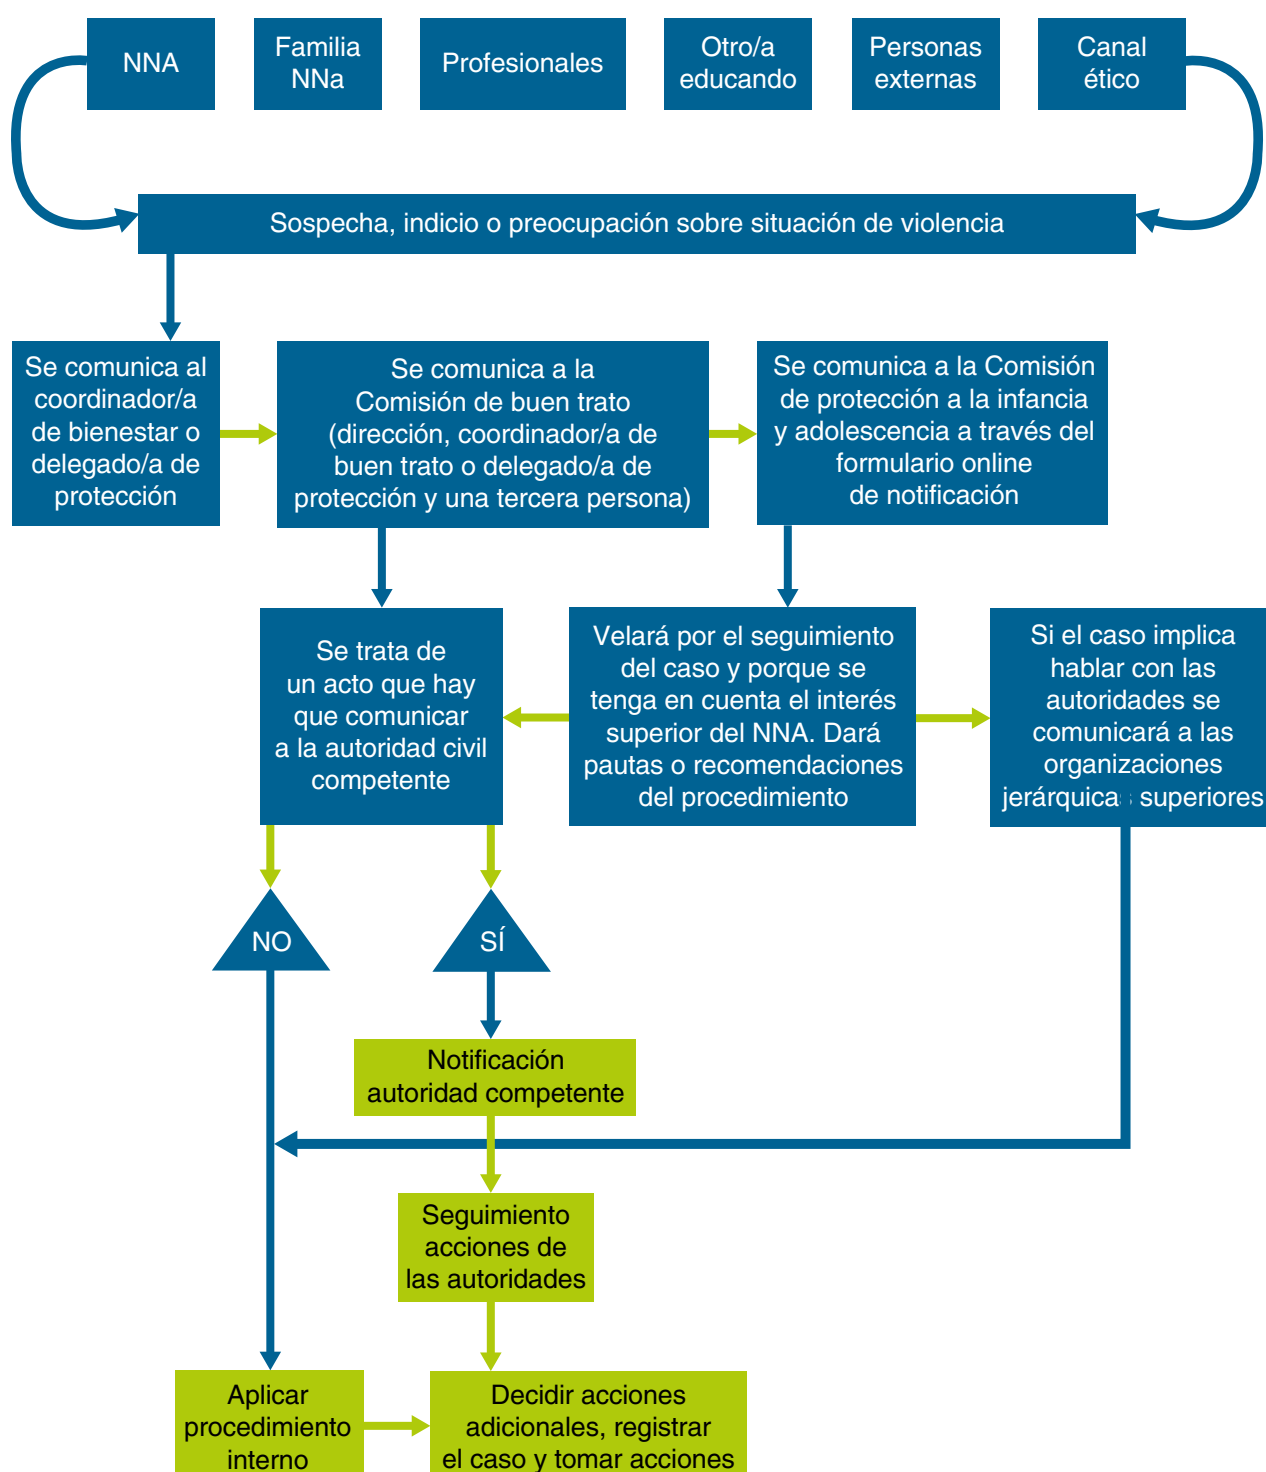 NNA
Familia
NNa
Profesionales
Otro/a
educando
Personas
externas
Canal
ético
Sospecha, indicio o preocupación sobre situación de violencia
Se comunica al
coordinador/a
de bienestar o
delegado/a de
protección
Se comunica a la
Comisión de buen trato
(dirección, coordinador/a de
buen trato o delegado/a de
protección y una tercera persona)
Se comunica a la Comisión
de protección a la infancia
y adolescencia a través del
formulario online
de notificación
Se trata de
un acto que hay
que comunicar
a la autoridad civil
competente
Velará por el seguimiento
del caso y porque se
tenga en cuenta el interés
superior del NNA. Dará
pautas o recomendaciones
del procedimiento
Si el caso implica
hablar con las
autoridades se
comunicará a las
organizaciones
jerárquicas superiores
NO
SÍ
Notificación
autoridad competente
Seguimiento
acciones de
las autoridades
Aplicar
procedimiento
interno
Decidir acciones
adicionales, registrar
el caso y tomar acciones